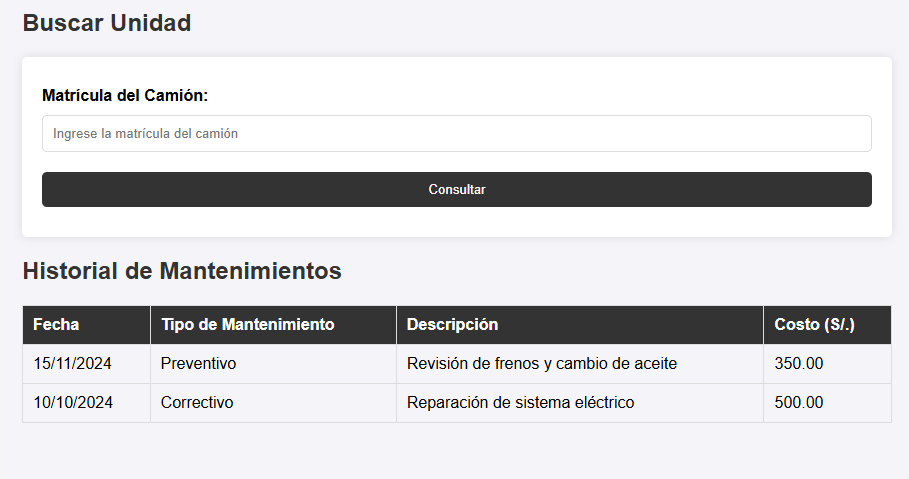 Buscar Unidad
Matrícula del Camión:
Ingrese la matrícula del camión
Consultar
Historial de Mantenimientos
Fecha Tipo de Mantenimiento Descripción Costo (S/.)
15/11/2024 Preventivo Revisión de frenos y cambio de aceite 350.00
10/10/2024 Correctivo Reparación de sistema eléctrico 500.00